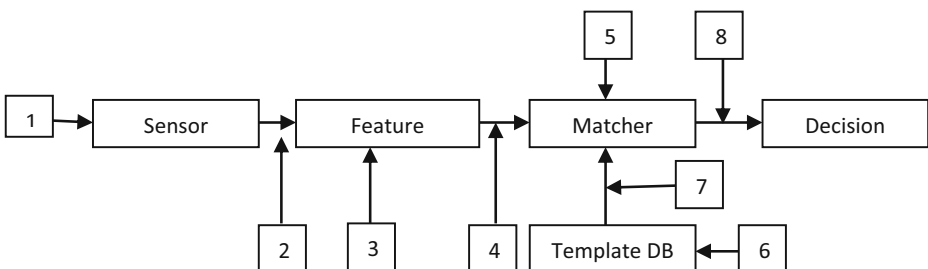 5
8
1
Sensor
Feature
Matcher
Decision
7
2
3
4
Template DB
6